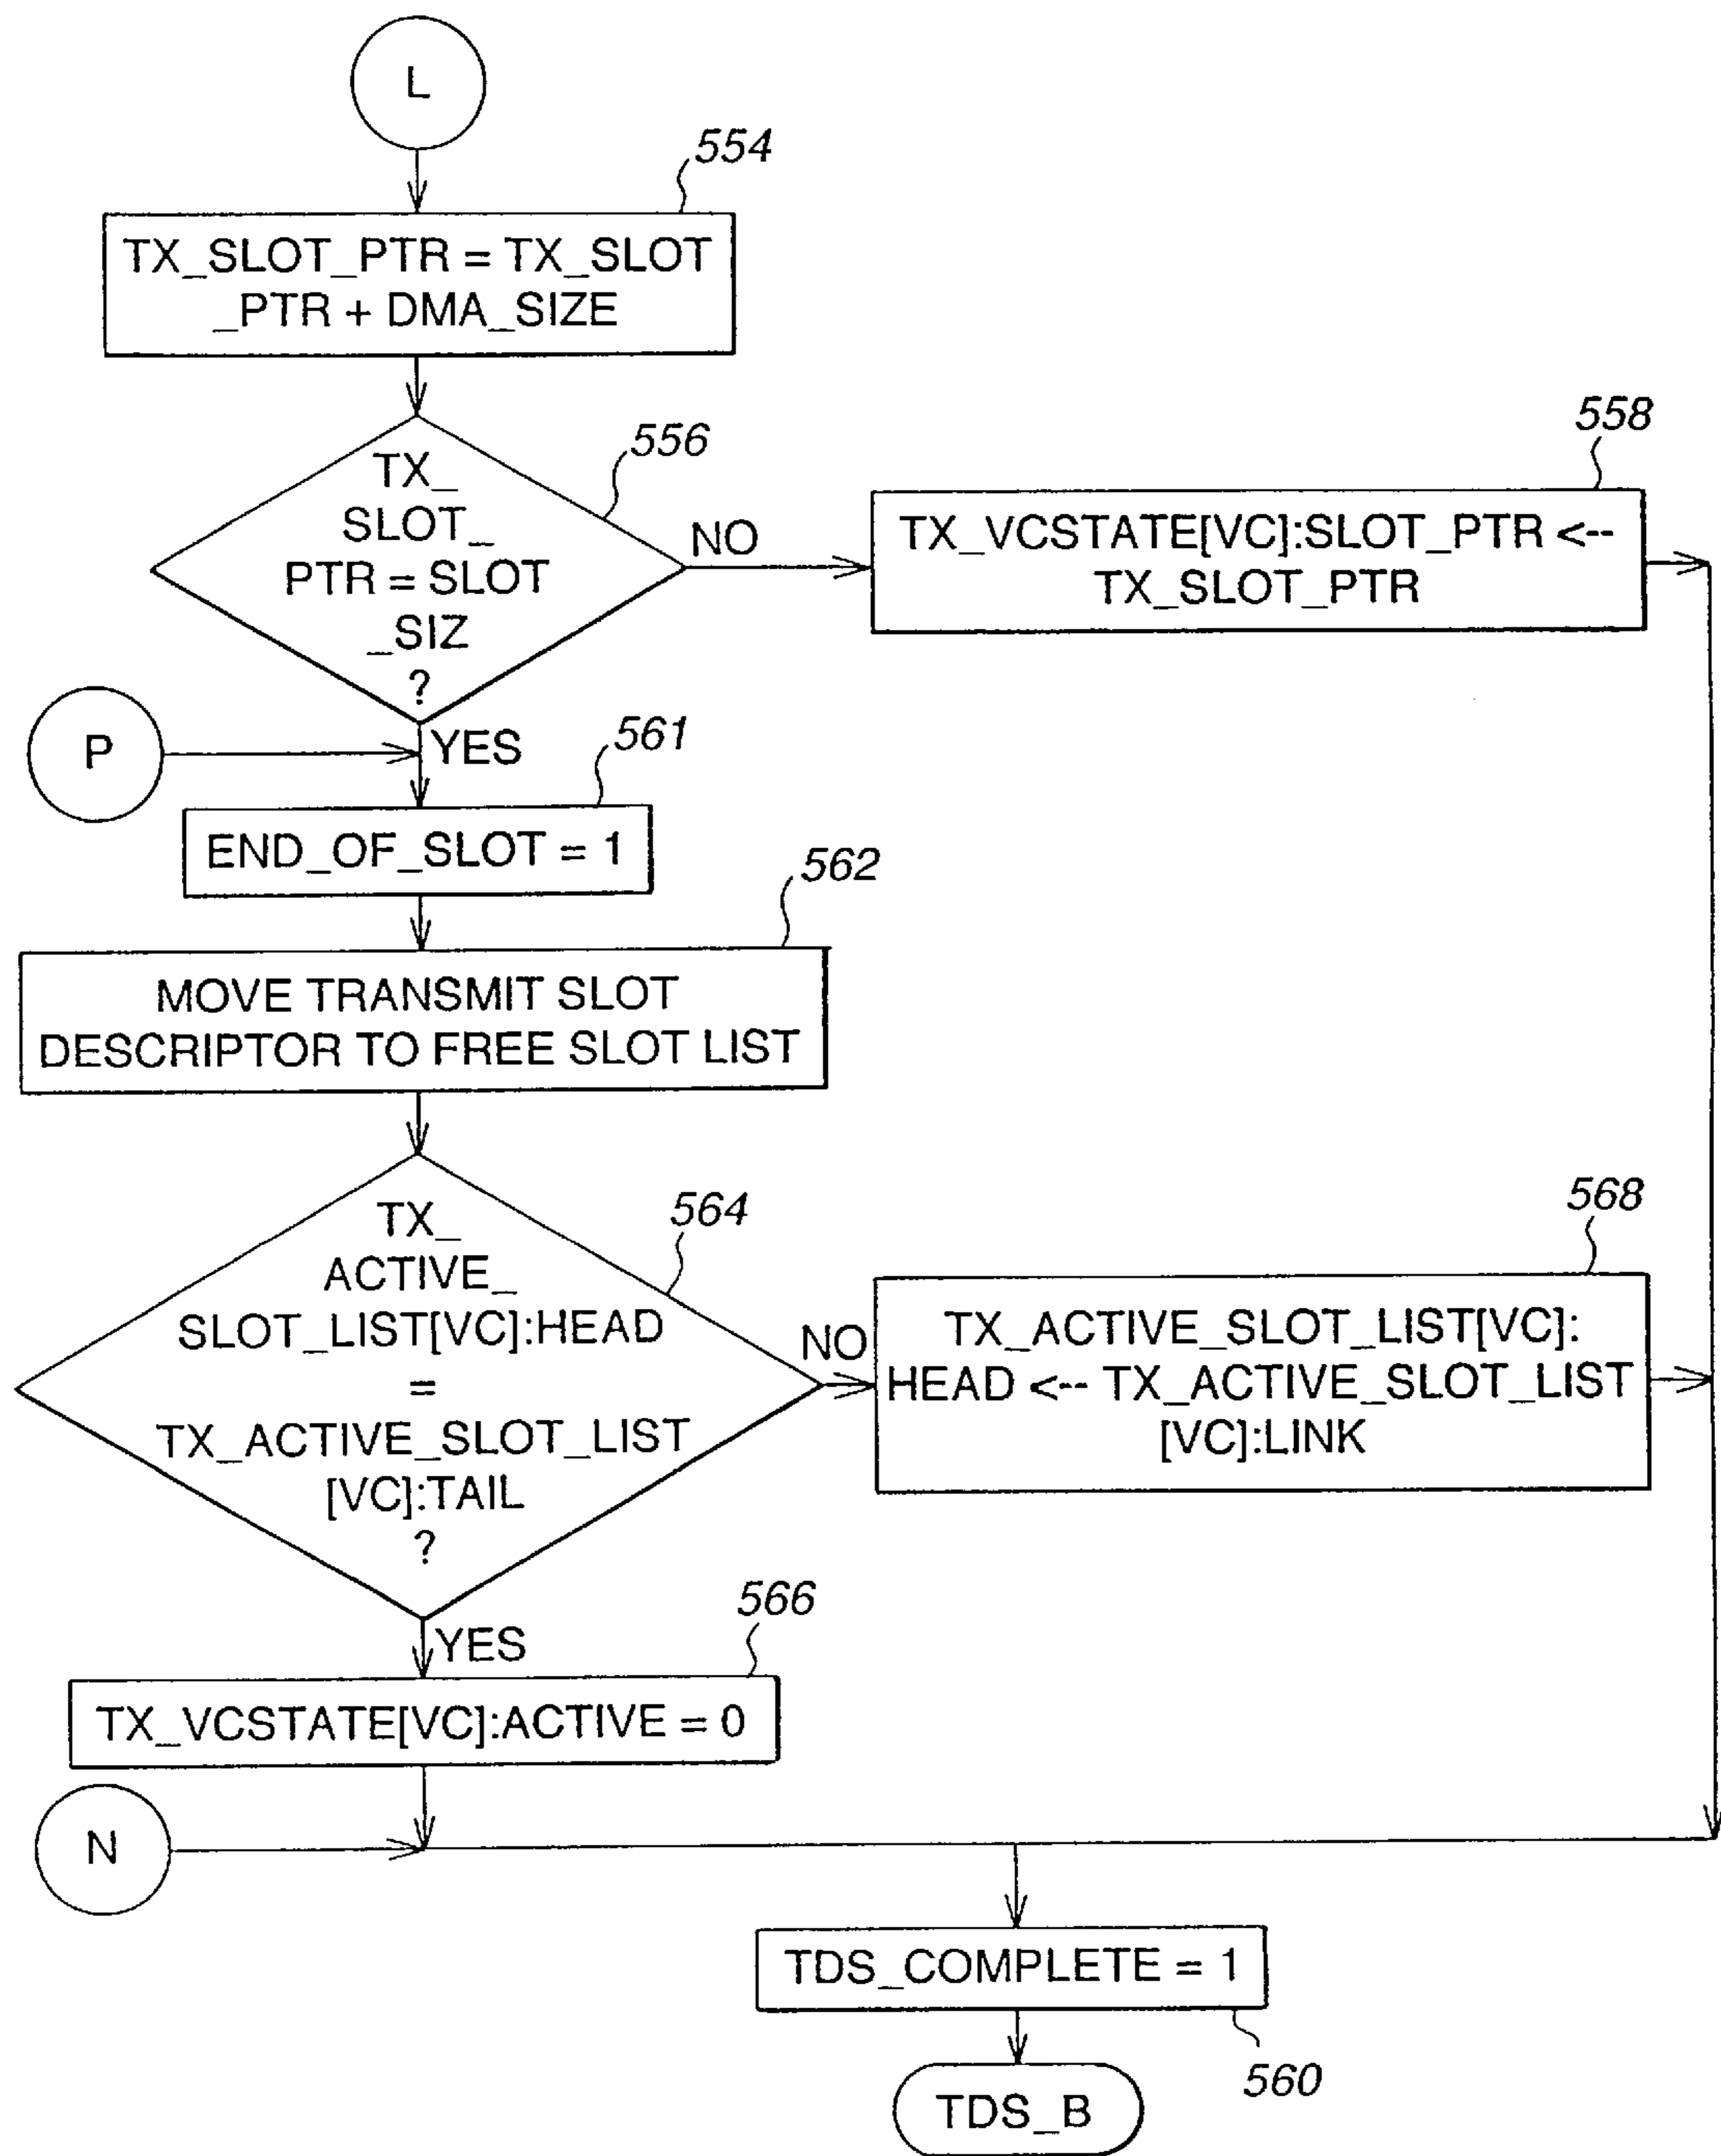 L
554
TX_SLOT_PTR = TX_SLOT
_PTR + DMA_SIZE
556
TX_
SLOT_
PTR = SLOT
_SIZ
?
NO
558
TX_VCSTATE[VC]:SLOT_PTR <--
TX_SLOT_PTR
P
YES
561
END_OF_SLOT = 1
562
MOVE TRANSMIT SLOT
DESCRIPTOR TO FREE SLOT LIST
564
TX_
ACTIVE_
SLOT_LIST[VC]:HEAD
=
TX_ACTIVE_SLOT_LIST
[VC]:TAIL
?
NO
568
TX_ACTIVE_SLOT_LIST[VC]:
HEAD <-- TX_ACTIVE_SLOT_LIST
[VC]:LINK
YES
566
TX_VCSTATE[VC]:ACTIVE = 0
N
TDS_COMPLETE = 1
560
TDS_B